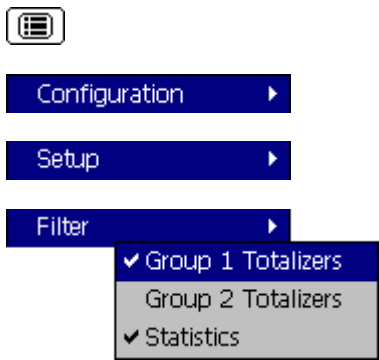 Configuration
Setup
Filter
Group 1 Totalizers
Group 2 Totalizers
Statistics